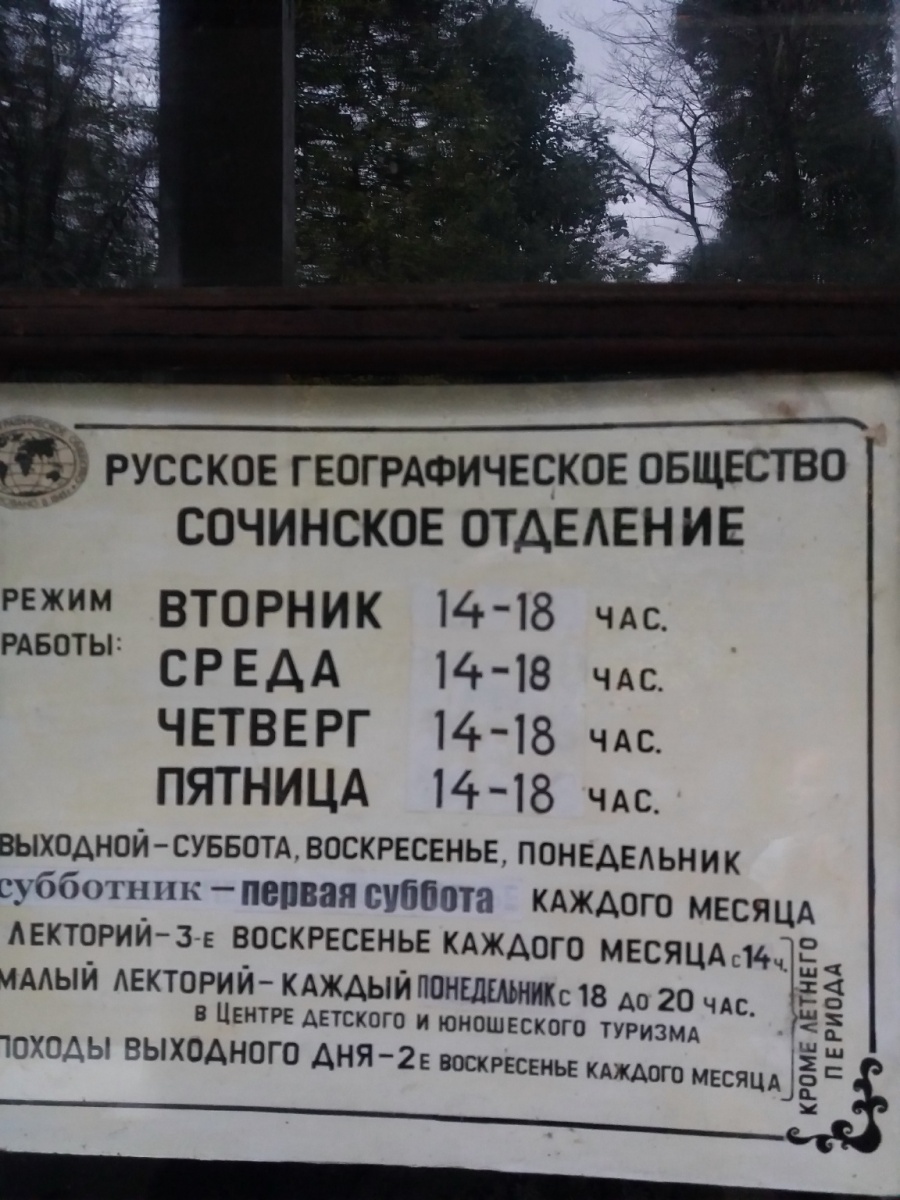 РУССКОЕ ГЕОГРАФИЧЕСКОЕ ОБЩЕСТВО
СОЧИНСКОЕ ОТДЕЛЕНИЕ
РЕЖИМ РАБОТЫ:
ВТОРНИК 14-18 ЧАС.
СРЕДА 14-18 ЧАС.
ЧЕТВЕРГ 14-18 ЧАС.
ПЯТНИЦА 14-18 ЧАС.
ВЫХОДНОЙ-СУББОТА, ВОСКРЕСЕНЬЕ, ПОНЕДЕЛЬНИК
субботник – первая суббота КАЖДОГО МЕСЯЦА
ЛЕКТОРИЙ-3-Е ВОСКРЕСЕНЬЕ КАЖДОГО МЕСЯЦА с 14 ч.
МАЛЫЙ ЛЕКТОРИЙ-КАЖДЫЙ ПОНЕДЕЛЬНИК с 18 ДО 20 ЧАС.
В ЦЕНТРЕ ДЕТСКОГО И ЮНОШЕСКОГО ТУРИЗМА
ПОХОДЫ ВЫХОДНОГО ДНЯ-2Е ВОСКРЕСЕНЬЕ КАЖДОГО МЕСЯЦА
КРОМЕ ЛЕТНЕГО
ПЕРИОДА